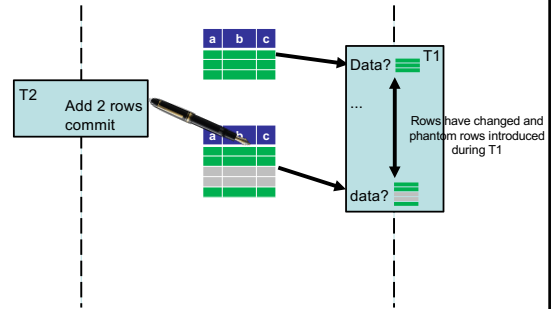 a b c
T1
Data?
T2
Add 2 rows
commit
...
Rows have changed and
phantom rows introduced
during T1
a b c
data?